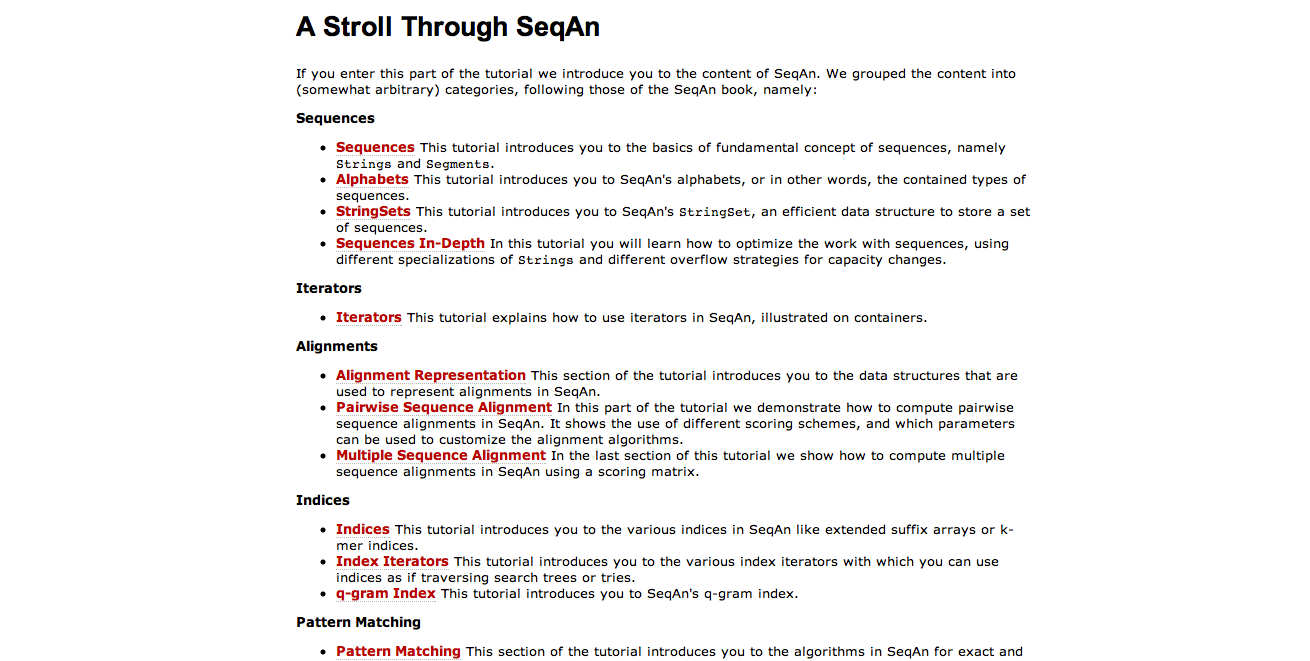 A Stroll Through SeqAn
If you enter this part of the tutorial we introduce you to the content of SeqAn. We grouped the content into
(somewhat arbitrary) categories, following those of the SeqAn book, namely:
Sequences
• Sequences This tutorial introduces you to the basics of fundamental concept of sequences, namely
Strings and Segments.
• Alphabets This tutorial introduces you to SeqAn's alphabets, or in other words, the contained types of
sequences.
• StringSets This tutorial introduces you to SeqAn's StringSet, an efficient data structure to store a set
of sequences.
• Sequences In-Depth In this tutorial you will learn how to optimize the work with sequences, using
different specializations of Strings and different overflow strategies for capacity changes.
Iterators
• Iterators This tutorial explains how to use iterators in SeqAn, illustrated on containers.
Alignments
• Alignment Representation This section of the tutorial introduces you to the data structures that are
used to represent alignments in SeqAn.
• Pairwise Sequence Alignment In this part of the tutorial we demonstrate how to compute pairwise
sequence alignments in SeqAn. It shows the use of different scoring schemes, and which parameters
can be used to customize the alignment algorithms.
• Multiple Sequence Alignment In the last section of this tutorial we show how to compute multiple
sequence alignments in SeqAn using a scoring matrix.
Indices
• Indices This tutorial introduces you to the various indices in SeqAn like extended suffix arrays or k-
mer indices.
• Index Iterators This tutorial introduces you to the various index iterators with which you can use
indices as if traversing search trees or tries.
• q-gram Index This tutorial introduces you to SeqAn's q-gram index.
Pattern Matching
• Pattern Matching This section of the tutorial introduces you to the algorithms in SeqAn for exact and